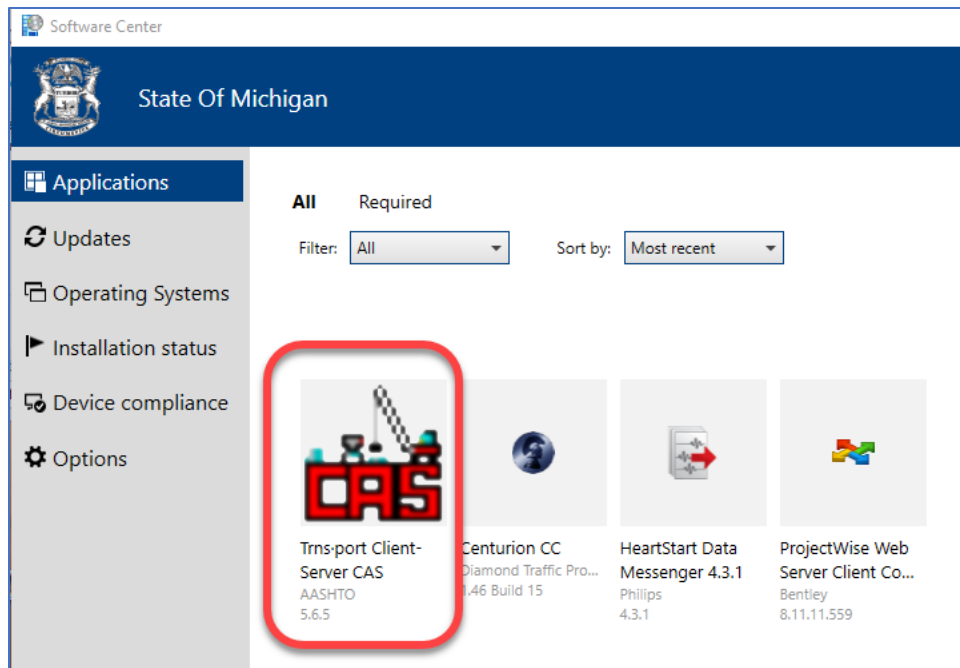 Software Center
State Of Michigan
Applications
Updates
Operating Systems
Installation status
Device compliance
Options
All Required
Filter: All Sort by: Most recent
CAS
Trns·port Client-
Server CAS
AASHTO
5.6.5
Centurion CC
Diamond Traffic Pro...
1.46 Build 15
HeartStart Data
Messenger 4.3.1
Philips
4.3.1
ProjectWise Web
Server Client Co...
Bentley
8.11.11.559